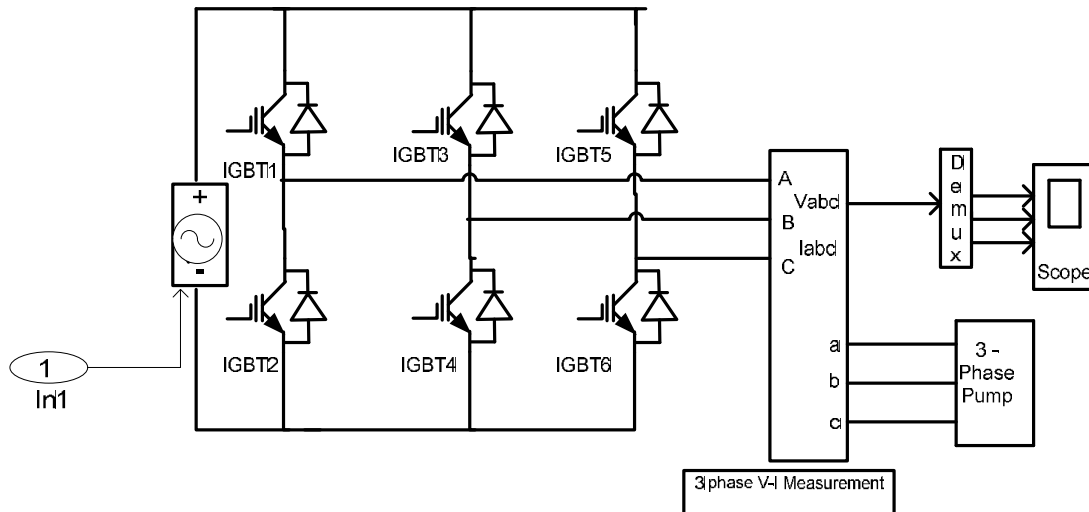 IGBT1
IGBT3
IGBT5
+
-
A
B
C
Vabc
Iabc
D
e
m
u
x
Scope
IGBT2
IGBT4
IGBT6
1
In1
a
b
c
3 -
Phase
Pump
3phase V-I Measurement